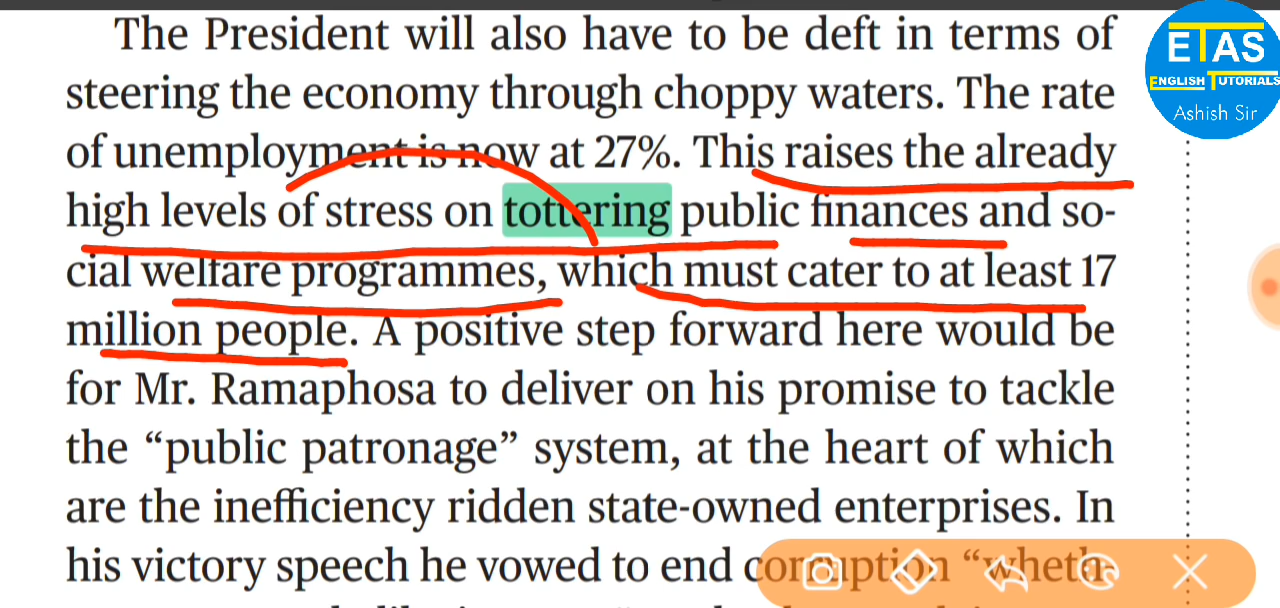 The President will also have to be deft in terms of
steering the economy through choppy waters. The rate
of unemployment is now at 27%. This raises the already
high levels of stress on tottering public finances and so-
cial welfare programmes, which must cater to at least 17
million people. A positive step forward here would be
for Mr. Ramaphosa to deliver on his promise to tackle
the “public patronage” system, at the heart of which
are the inefficiency ridden state-owned enterprises. In
his victory speech he vowed to end corruption “wheth-
ETAS
ENGLISH TUTORIALS
Ashish Sir